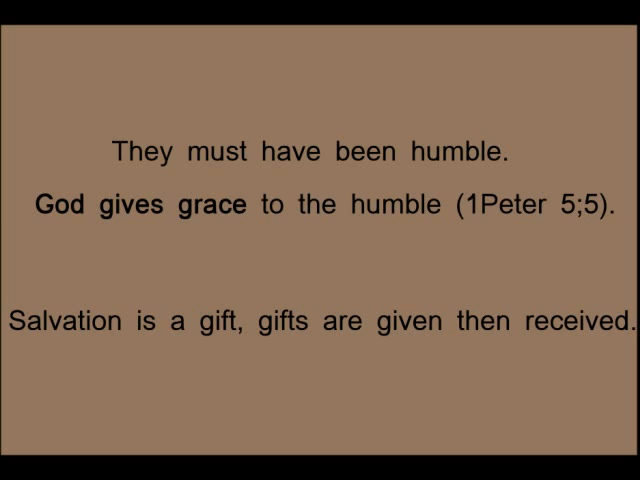 They must have been humble.
God gives grace to the humble (1Peter 5;5).
Salvation is a gift, gifts are given then received.